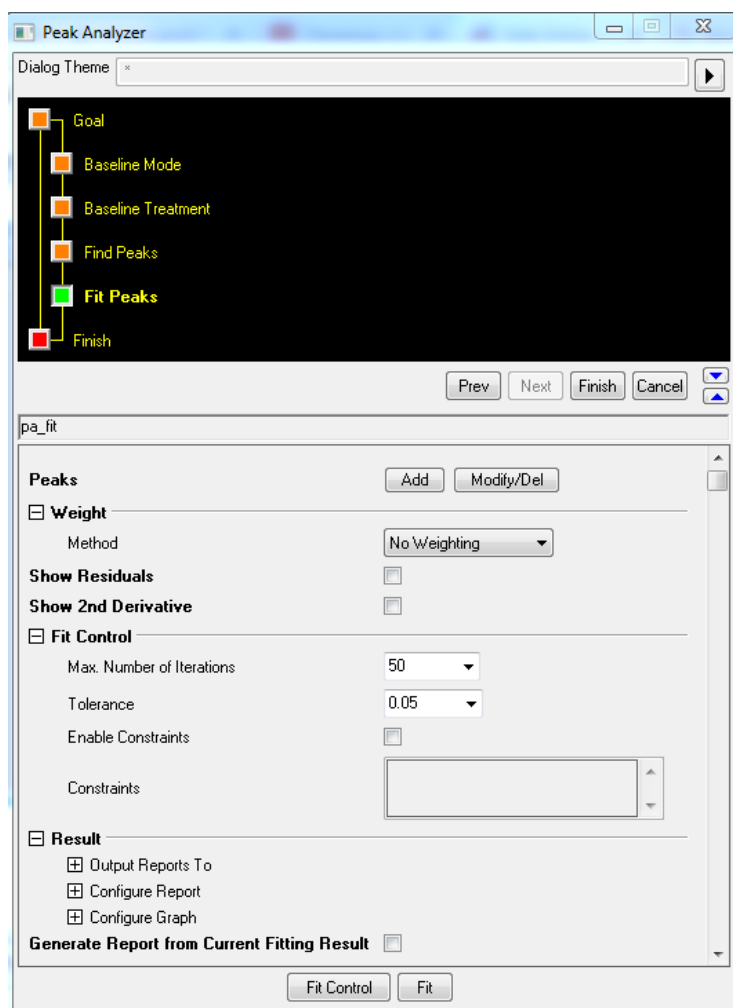 Peak Analyzer
Dialog Theme *
Goal
Baseline Mode
Baseline Treatment
Find Peaks
Fit Peaks
Finish
Prev Next Finish Cancel
pa_fit
Peaks Add Modify/Del
Weight
Method No Weighting
Show Residuals
Show 2nd Derivative
Fit Control
Max. Number of Iterations 50
Tolerance 0.05
Enable Constraints
Constraints
Result
Output Reports To
Configure Report
Configure Graph
Generate Report from Current Fitting Result
Fit Control Fit